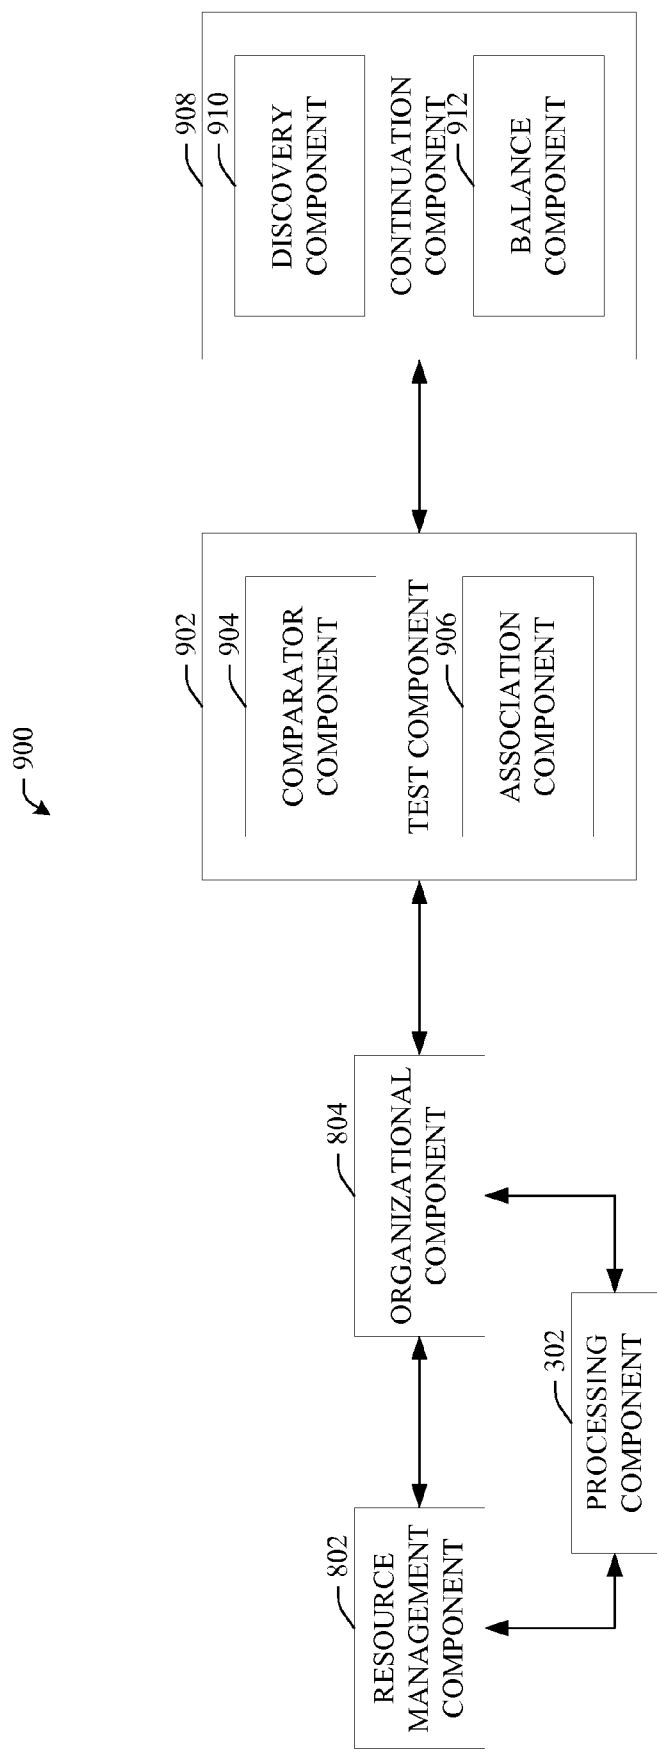 900
802
RESOURCE
MANAGEMENT
COMPONENT
804
ORGANIZATIONAL
COMPONENT
302
PROCESSING
COMPONENT
902
904
COMPARATOR
COMPONENT
TEST COMPONENT
906
ASSOCIATION
COMPONENT
908
910
DISCOVERY
COMPONENT
CONTINUATION
COMPONENT
912
BALANCE
COMPONENT